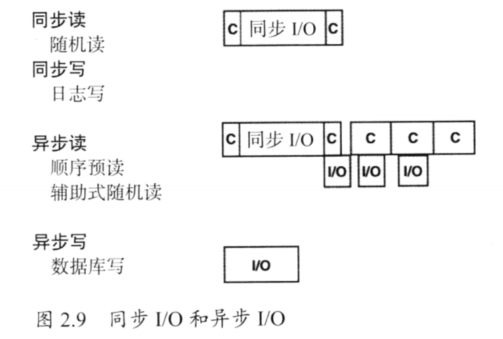 同步读
随机读
同步写
日志写
C 同步 I/O C
异步读
顺序预读
辅助式随机读
C 同步 I/O C C C C
I/O I/O I/O
异步写
数据库写
I/O
图 2.9 同步 I/O 和异步 I/O